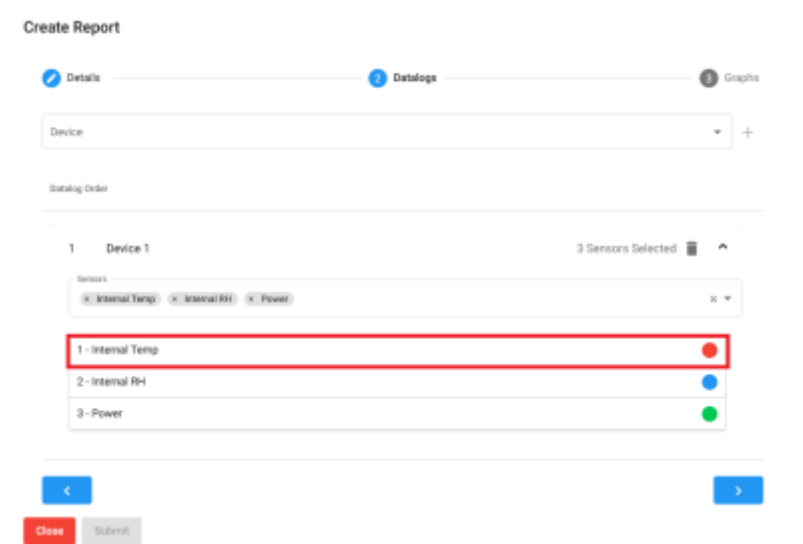 Create Report
Details
2 Datalogs
3 Graphs
Device
+
Datalog Order
1 Device 1 3 Sensors Selected
Sensors
× Internal Temp × Internal RH × Power ×
1 - Internal Temp
2 - Internal RH
3 - Power
Close Submit